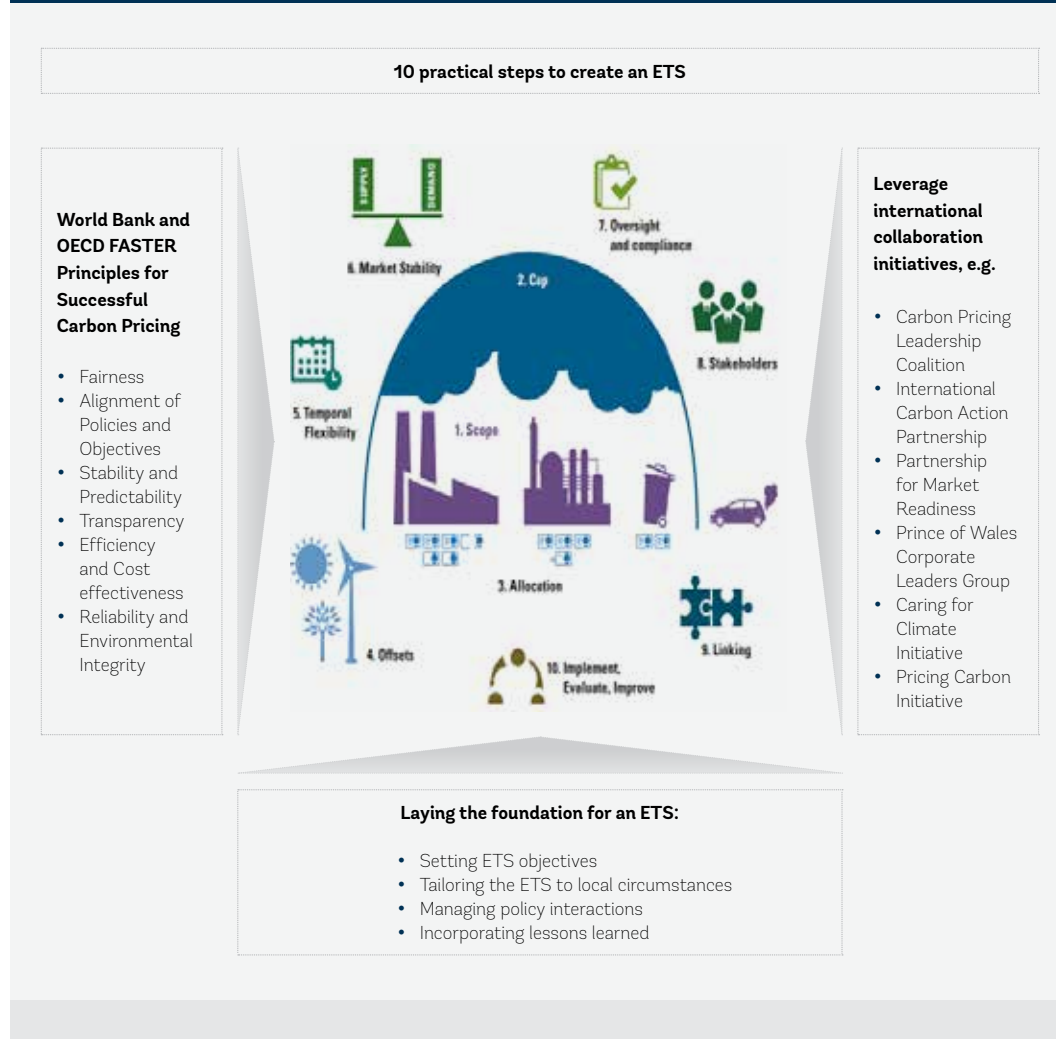 10 practical steps to create an ETS
World Bank and
OECD FASTER
Principles for
Successful
Carbon Pricing
• Fairness
• Alignment of
Policies and
Objectives
• Stability and
Predictability
• Transparency
• Efficiency
and Cost
effectiveness
• Reliability and
Environmental
Integrity
SUPPLY
DEMAND
6. Market Stability
7. Oversight
and compliance
2. Cap
8. Stakeholders
5. Temporal
Flexibility
1. Scope
3. Allocation
4. Offsets
9. Linking
10. Implement,
Evaluate, Improve
Leverage
international
collaboration
initiatives, e.g.
• Carbon Pricing
Leadership
Coalition
• International
Carbon Action
Partnership
• Partnership
for Market
Readiness
• Prince of Wales
Corporate
Leaders Group
• Caring for
Climate
Initiative
• Pricing Carbon
Initiative
Laying the foundation for an ETS:
• Setting ETS objectives
• Tailoring the ETS to local circumstances
• Managing policy interactions
• Incorporating lessons learned